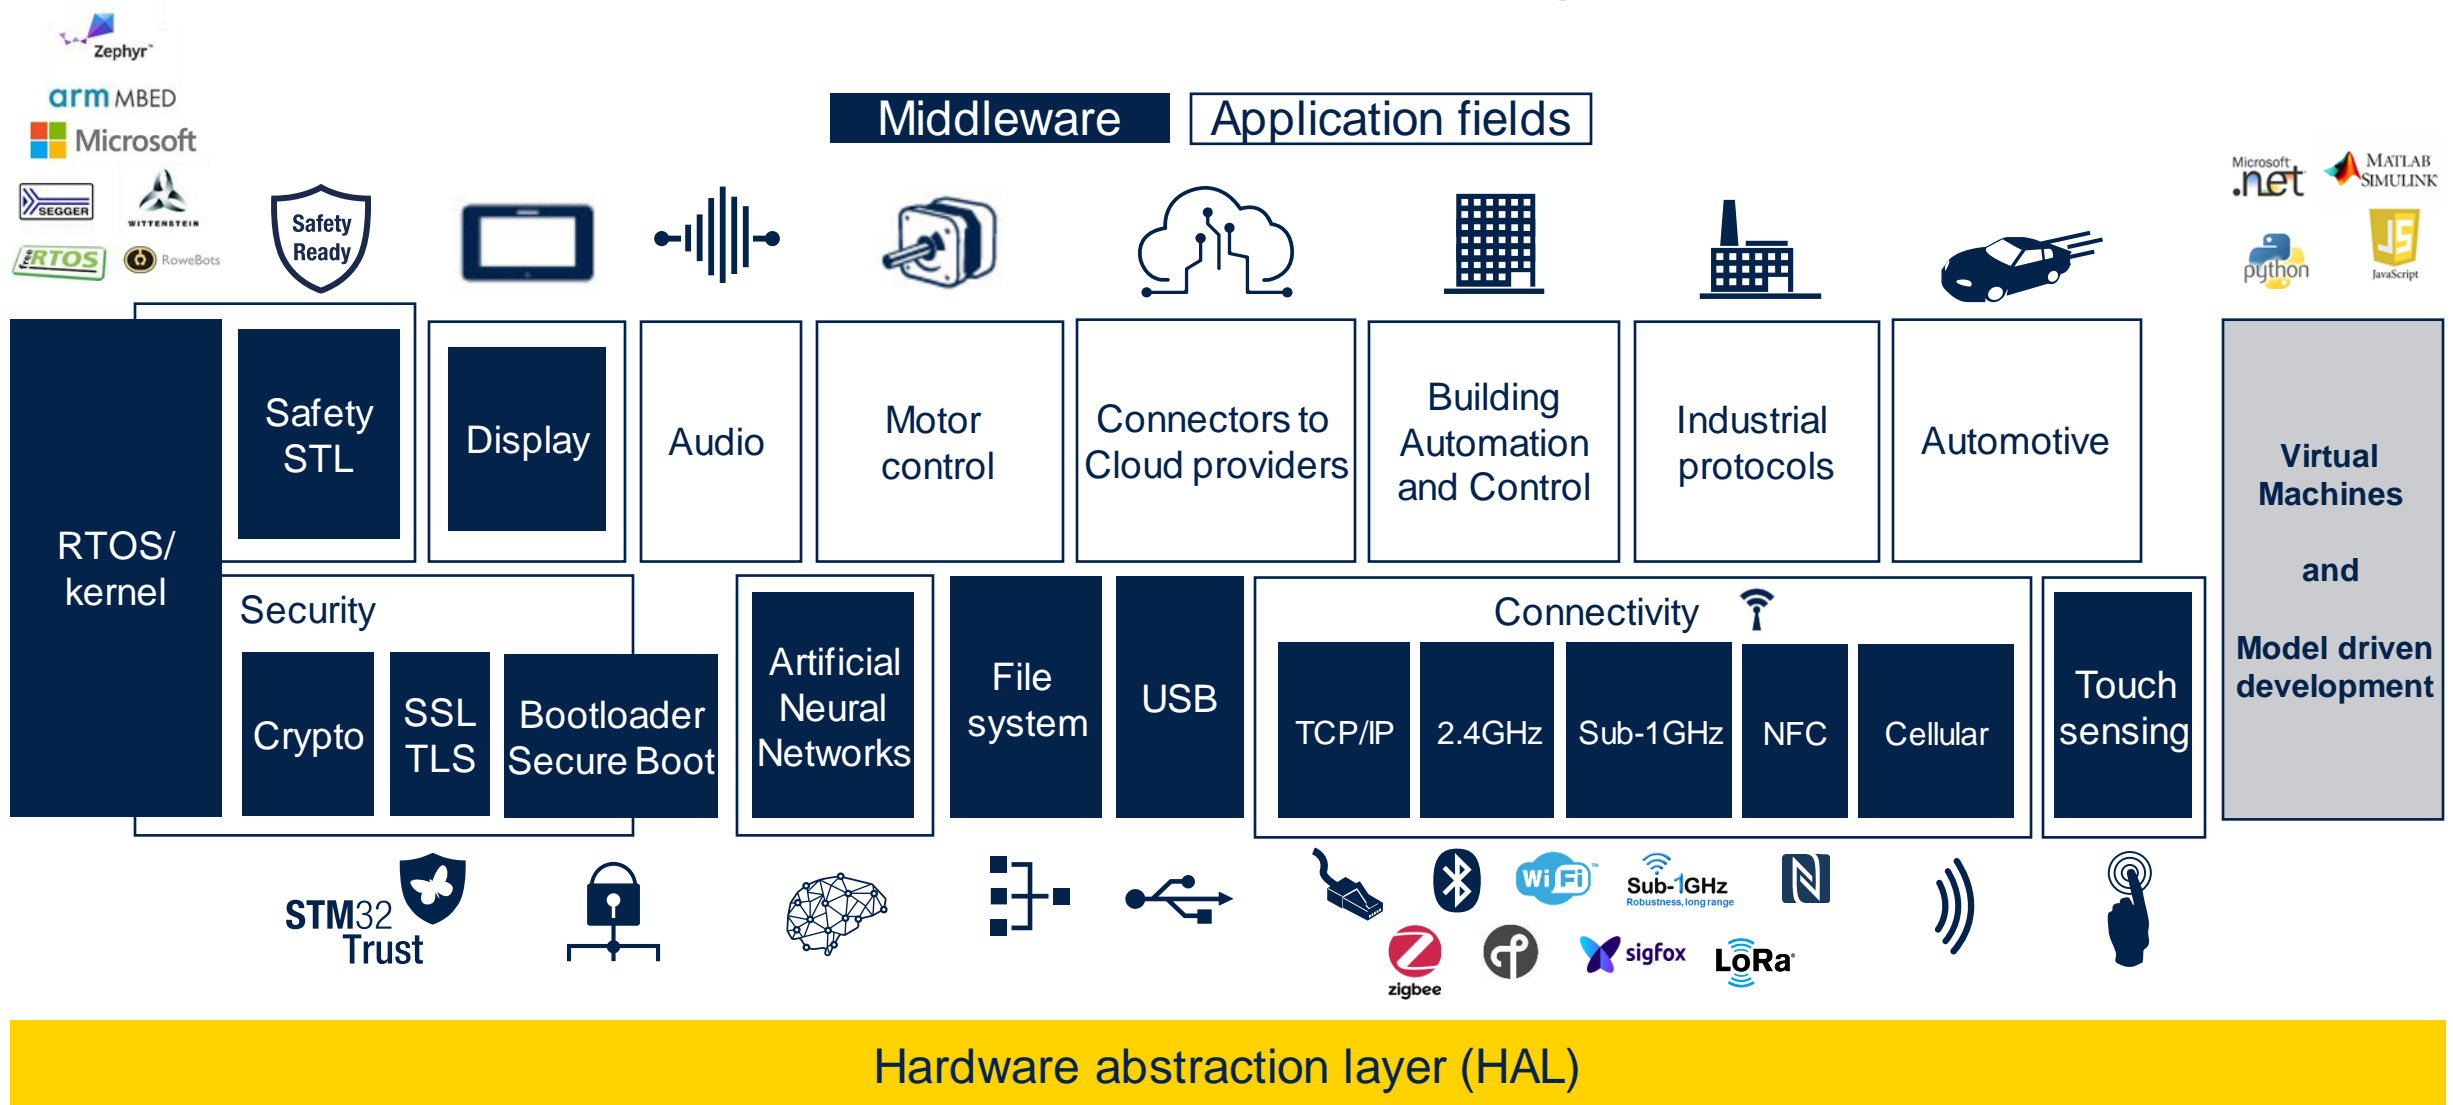 Zephyr™
arm MBED
Microsoft
SEGGER
WITTENSTEIN
freeRTOS
RoweBots
Middleware
Application fields
Microsoft
.net
MATLAB
SIMULINK
python
JS
JavaScript
Safety
Ready
RTOS/
kernel
Safety
STL
Display
Audio
Motor
control
Connectors to
Cloud providers
Building
Automation
and Control
Industrial
protocols
Automotive
Virtual
Machines
and
Model driven
development
Security
Crypto
SSL
TLS
Bootloader
Secure Boot
Artificial
Neural
Networks
File
system
USB
Connectivity
TCP/IP
2.4GHz
Sub-1GHz
NFC
Cellular
Touch
sensing
STM32
Trust
WiFi™
Sub-1GHz
Robustness, long range
zigbee
sigfox
LoRa®
Hardware abstraction layer (HAL)